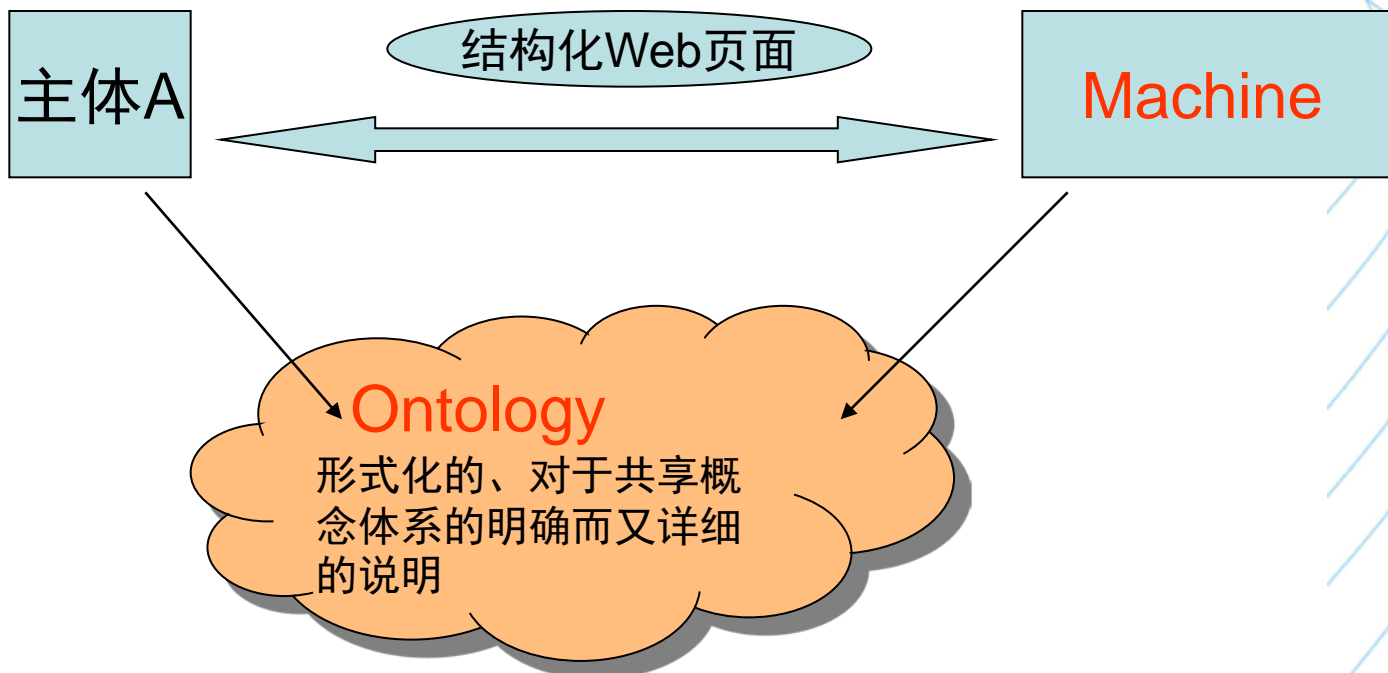 结构化Web页面
主体A
Machine
Ontology
形式化的、对于共享概
念体系的明确而又详细
的说明